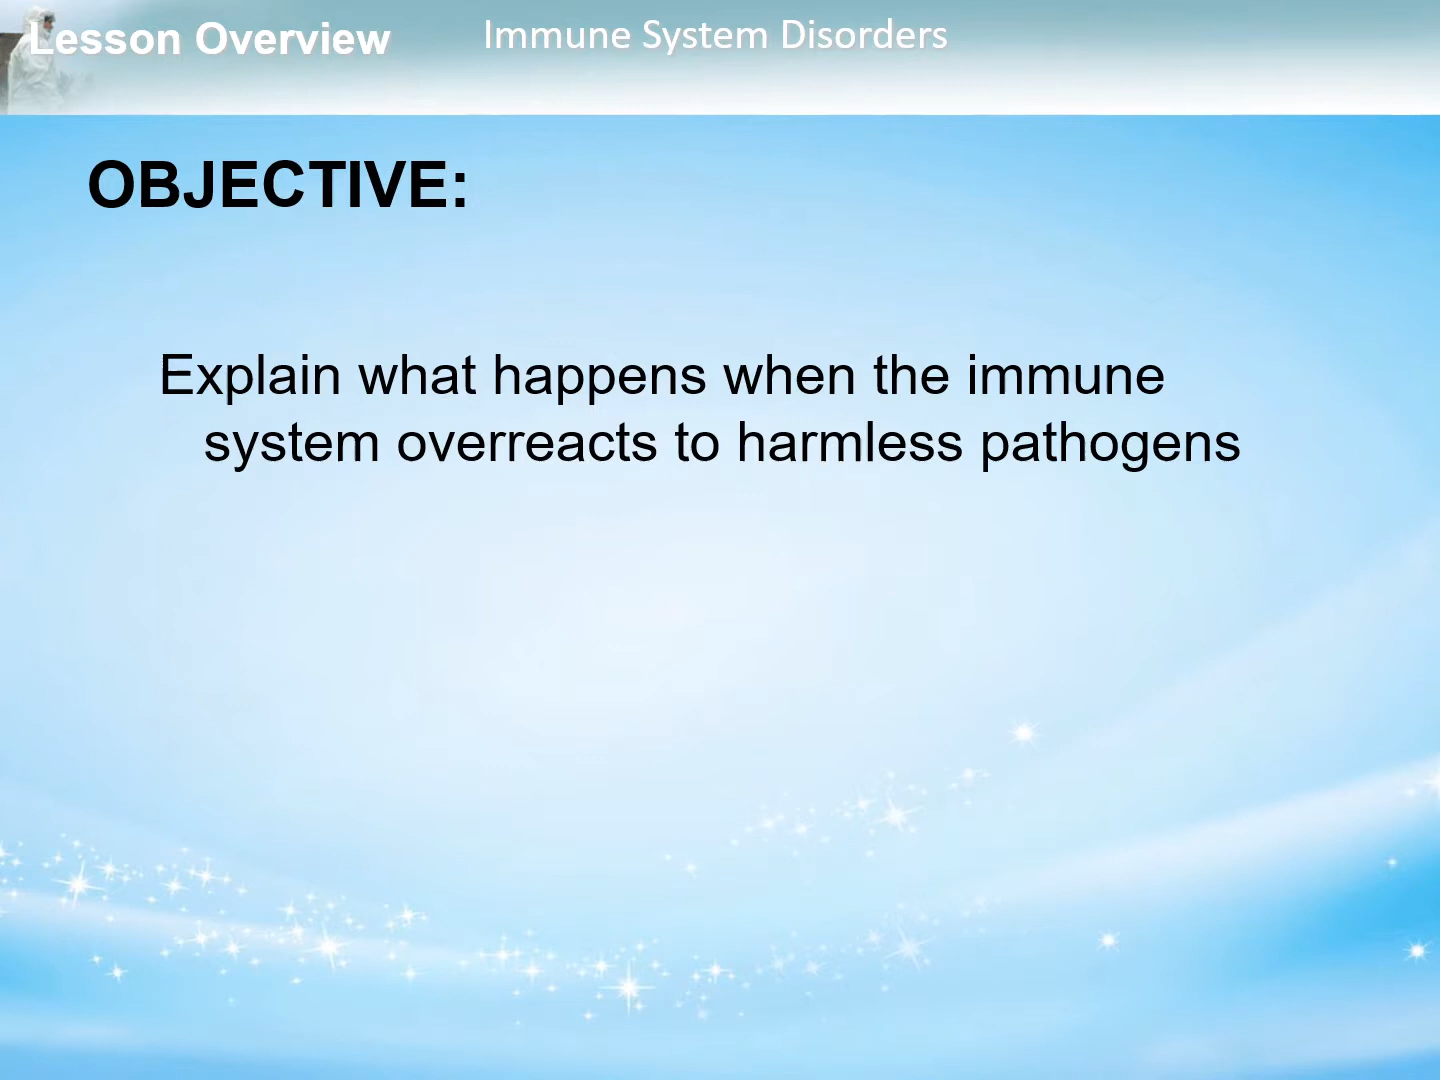 Lesson Overview
Immune System Disorders
OBJECTIVE:
Explain what happens when the immune
system overreacts to harmless pathogens